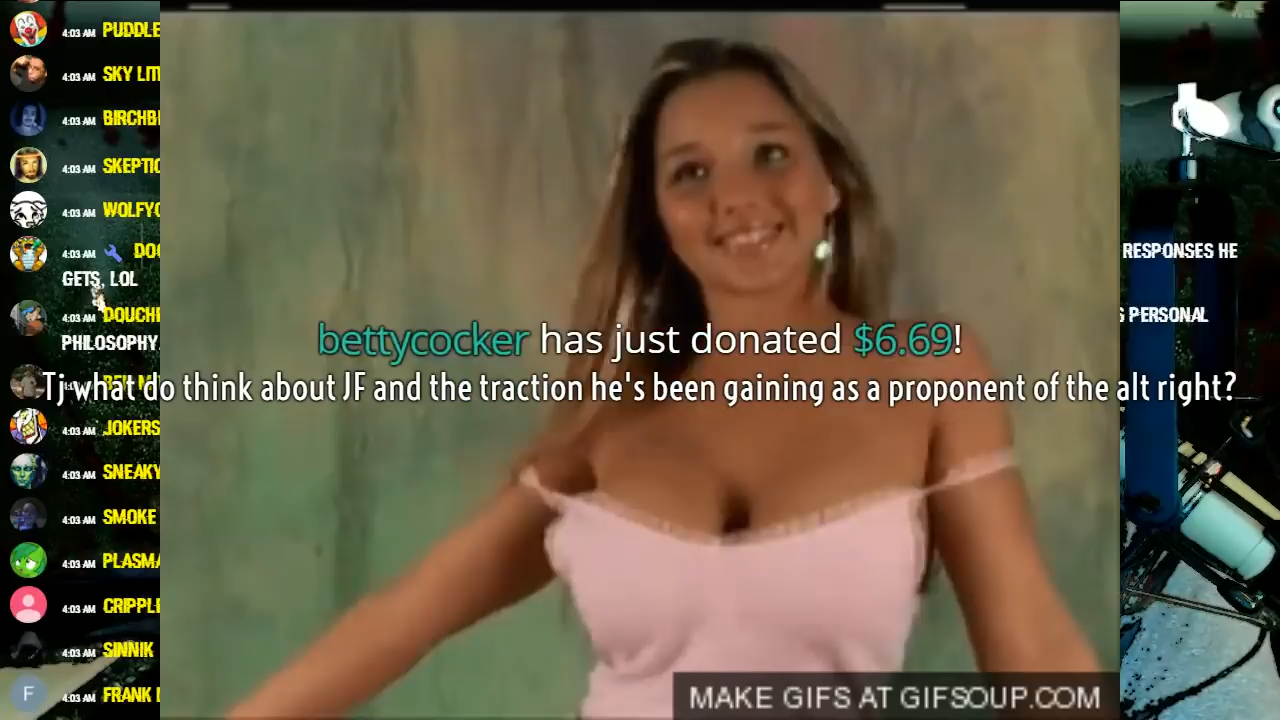 4:03 AM PUDDLE
4:03 AM SKY LIT
4:03 AM BIRCHB
4:03 AM SKEPTIC
4:03 AM WOLFYC
4:03 AM DOC
RESPONSES HE
GETS, LOL
4:03 AM DOUCHE
PERSONAL
PHILOSOPHY.
bettycocker has just donated $6.69!
Tj what do think about JF and the traction he's been gaining as a proponent of the alt right?
4:03 AM JOKERS
4:03 AM SNEAKY
4:03 AM SMOKE
4:03 AM PLASMA
4:03 AM CRIPPLE
4:03 AM SINNIK
F
4:03 AM FRANK
MAKE GIFS AT GIFSOUP.COM